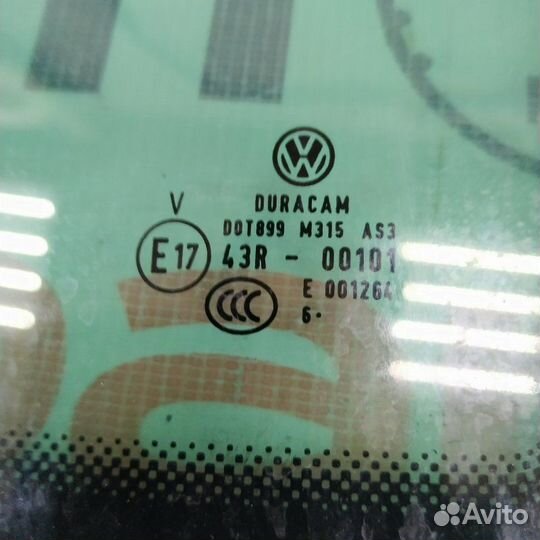 V DURACAM
DOT899 M315 AS3
E17 43R - 00101
CCC E 001264
6•
Avito